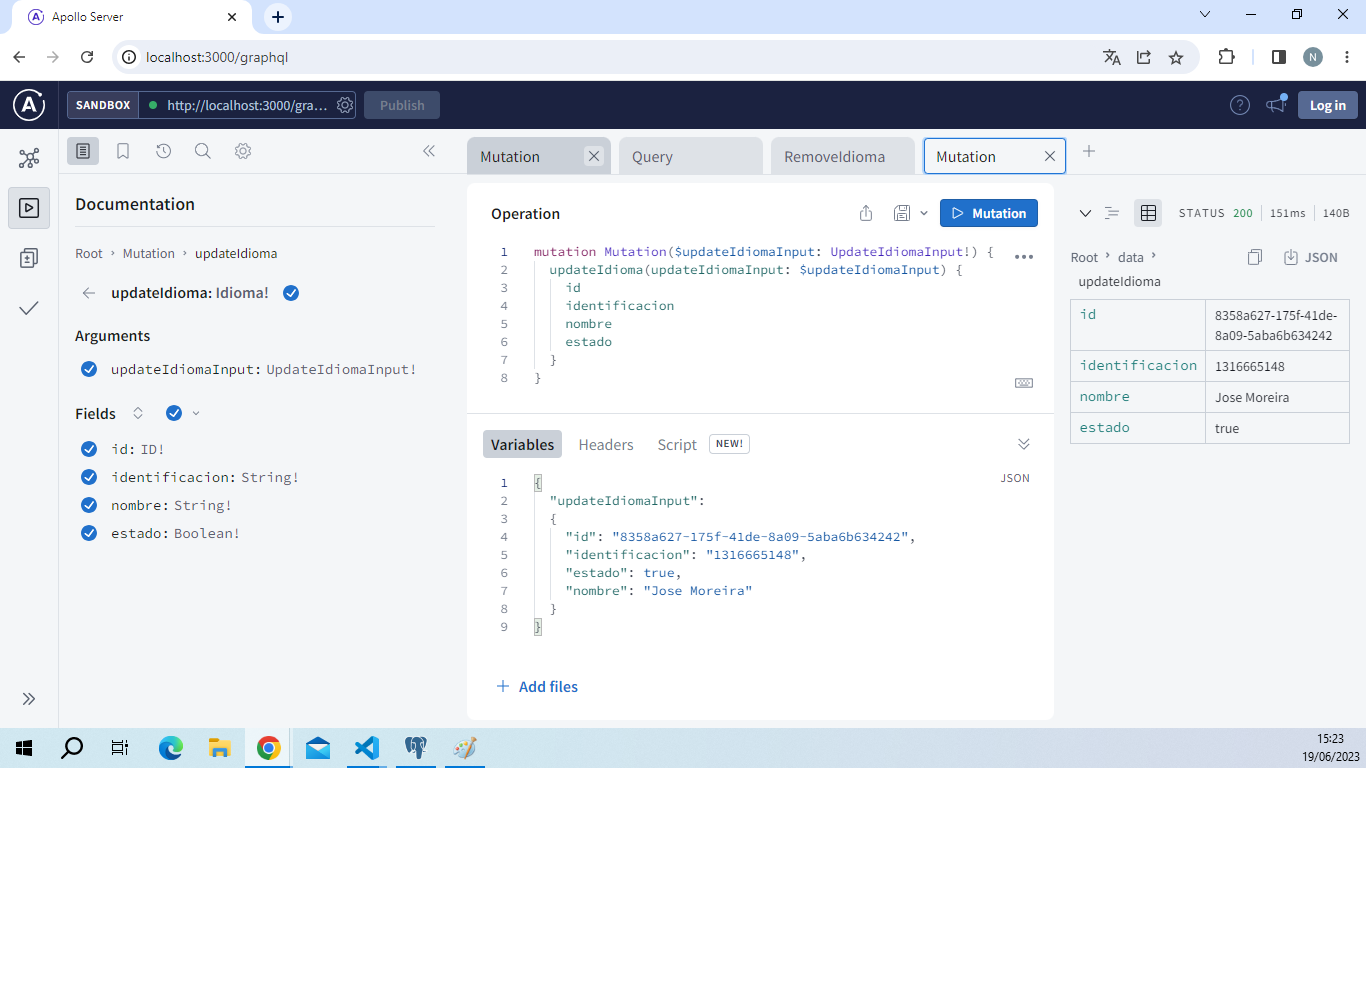 Apollo Server
localhost:3000/graphql
N
SANDBOX
http://localhost:3000/gra...
Publish
Log in
Mutation
Query
RemoveIdioma
Mutation
Documentation
Root › Mutation › updateIdioma
updateIdioma: Idioma!
Arguments
updateIdiomaInput: UpdateIdiomaInput!
Fields
id: ID!
identificacion: String!
nombre: String!
estado: Boolean!
Operation
Mutation
1 mutation Mutation($updateIdiomaInput: UpdateIdiomaInput!) {
2 updateIdioma(updateIdiomaInput: $updateIdiomaInput) {
3 id
4 identificacion
5 nombre
6 estado
7 }
8 }
Variables
Headers
Script
NEW!
JSON
1 {
2 "updateIdiomaInput":
3 {
4 "id": "8358a627-175f-41de-8a09-5aba6b634242",
5 "identificacion": "1316665148",
6 "estado": true,
7 "nombre": "Jose Moreira"
8 }
9 }
+ Add files
STATUS 200 151ms 140B
Root › data ›
JSON
updateIdioma
id 8358a627-175f-41de-
8a09-5aba6b634242
identificacion 1316665148
nombre Jose Moreira
estado true
15:23
19/06/2023